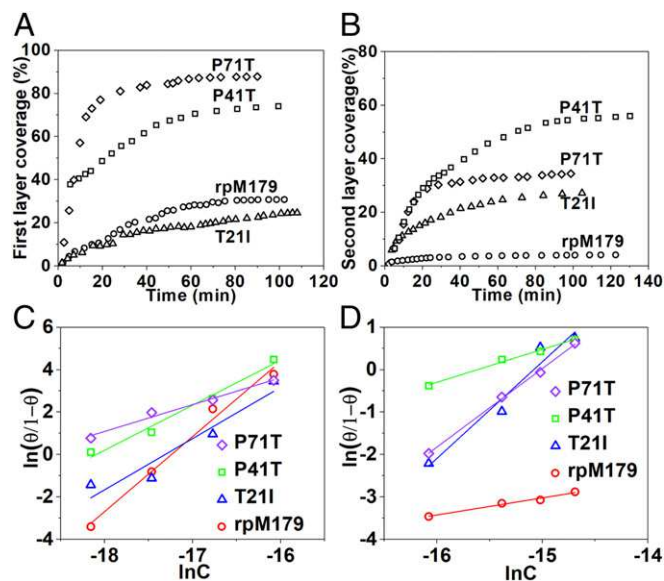 A
First layer coverage (%)
100
80
60
40
20
0
P71T
P41T
rpM179
T21I
0 20 40 60 80 100
Time (min)
B
Second layer coverage(%)
80
60
40
20
0
P41T
P71T
T21I
rpM179
0 20 40 60 80 100 120 140
Time (min)
C
ln(θ/1−θ)
6
4
2
0
-2
-4
P71T
P41T
T21I
rpM179
-18 -17 -16
lnC
D
ln(θ/1−θ)
1
0
-1
-2
-3
-4
P71T
P41T
T21I
rpM179
-16 -15 -14
lnC